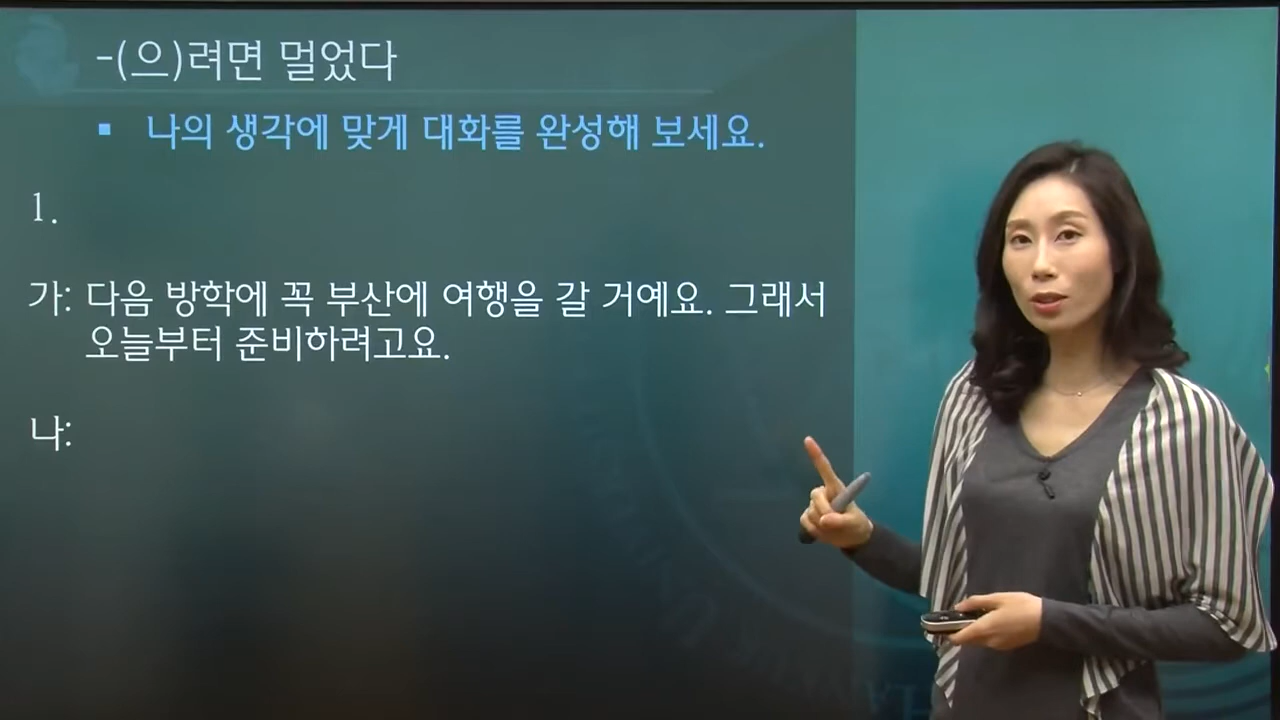 -(으)려면 멀었다
▪ 나의 생각에 맞게 대화를 완성해 보세요.
1.
가: 다음 방학에 꼭 부산에 여행을 갈 거예요. 그래서
오늘부터 준비하려고요.
나: